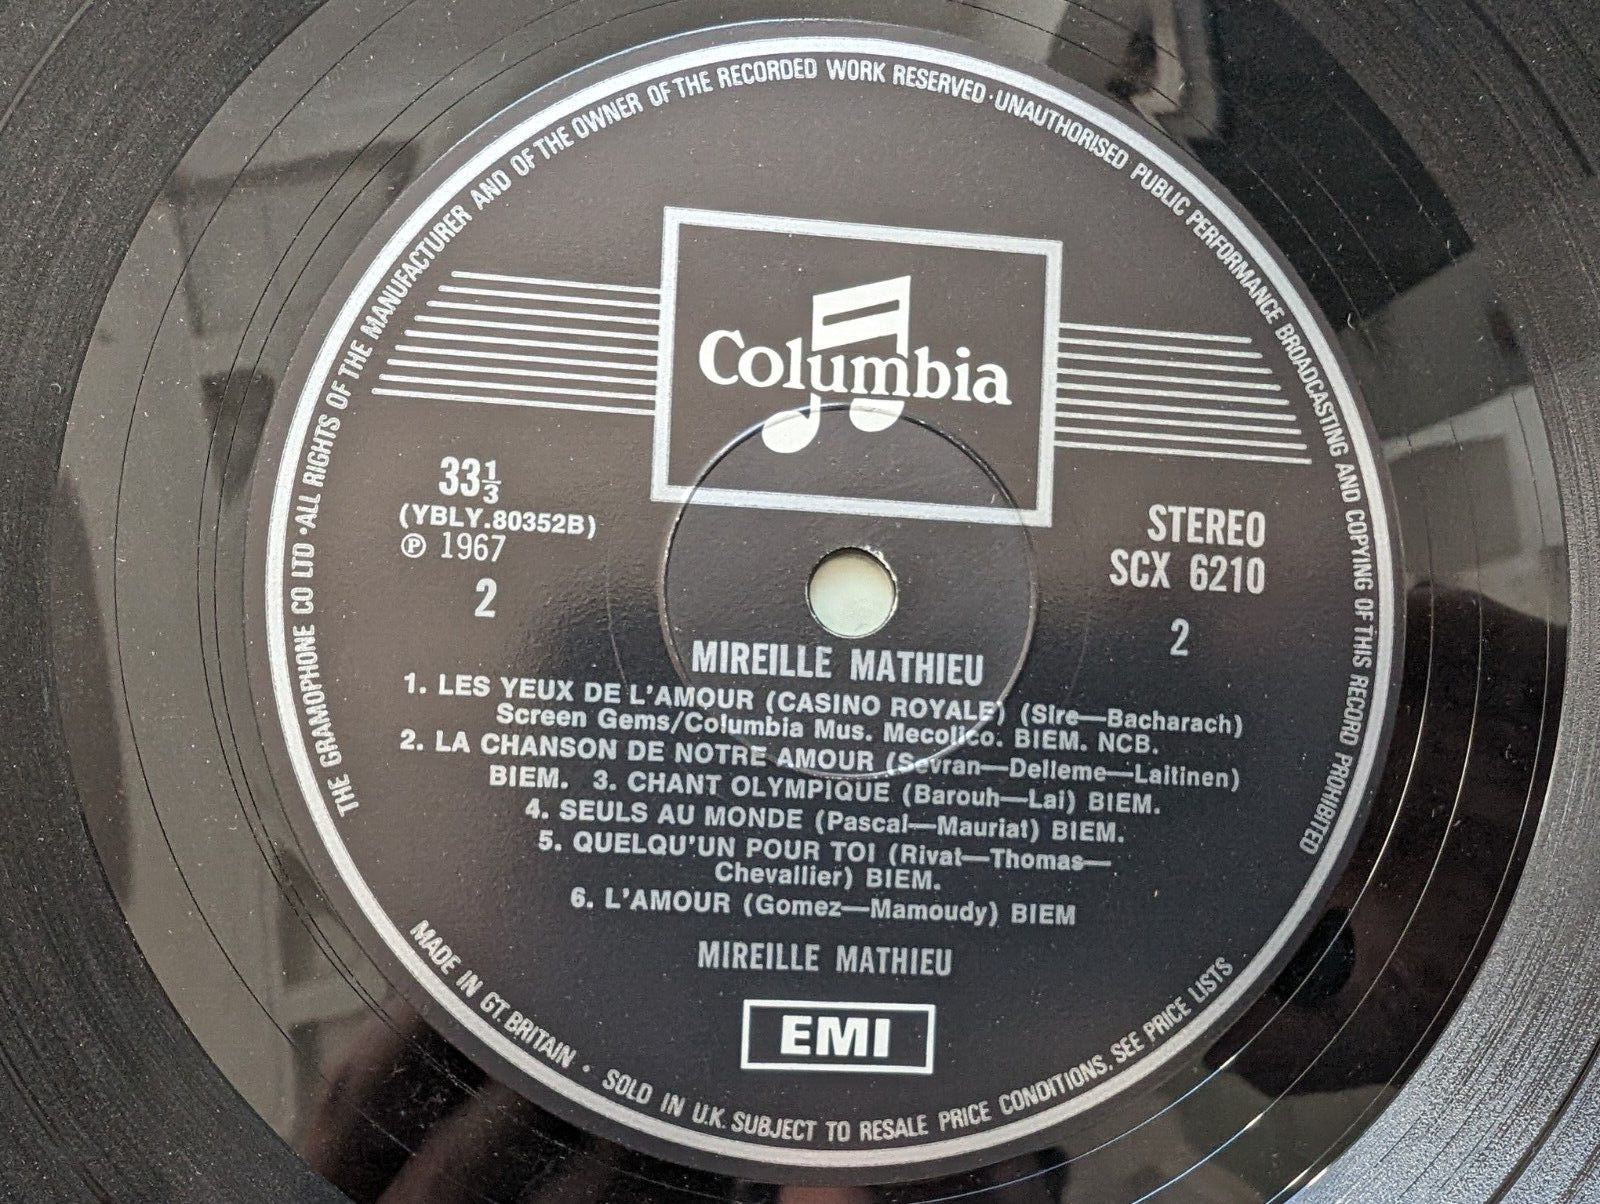 THE GRAMOPHONE CO LTD · ALL RIGHTS OF THE MANUFACTURER AND OF THE OWNER OF THE RECORDED WORK RESERVED · UNAUTHORISED PUBLIC PERFORMANCE BROADCASTING AND COPYING OF THIS RECORD PROHIBITED
Columbia
33⅓
(YBLY.80352B)
℗ 1967
2
STEREO
SCX 6210
2
MIREILLE MATHIEU
1. LES YEUX DE L'AMOUR (CASINO ROYALE) (Sire—Bacharach)
Screen Gems/Columbia Mus. Mecolico. BIEM. NCB.
2. LA CHANSON DE NOTRE AMOUR (Sevran—Delleme—Laitinen)
BIEM. 3. CHANT OLYMPIQUE (Barouh—Lai) BIEM.
4. SEULS AU MONDE (Pascal—Mauriat) BIEM.
5. QUELQU'UN POUR TOI (Rivat—Thomas—
Chevallier) BIEM.
6. L'AMOUR (Gomez—Mamoudy) BIEM
MIREILLE MATHIEU
EMI
MADE IN GT. BRITAIN · SOLD IN U.K. SUBJECT TO RESALE PRICE CONDITIONS, SEE PRICE LISTS